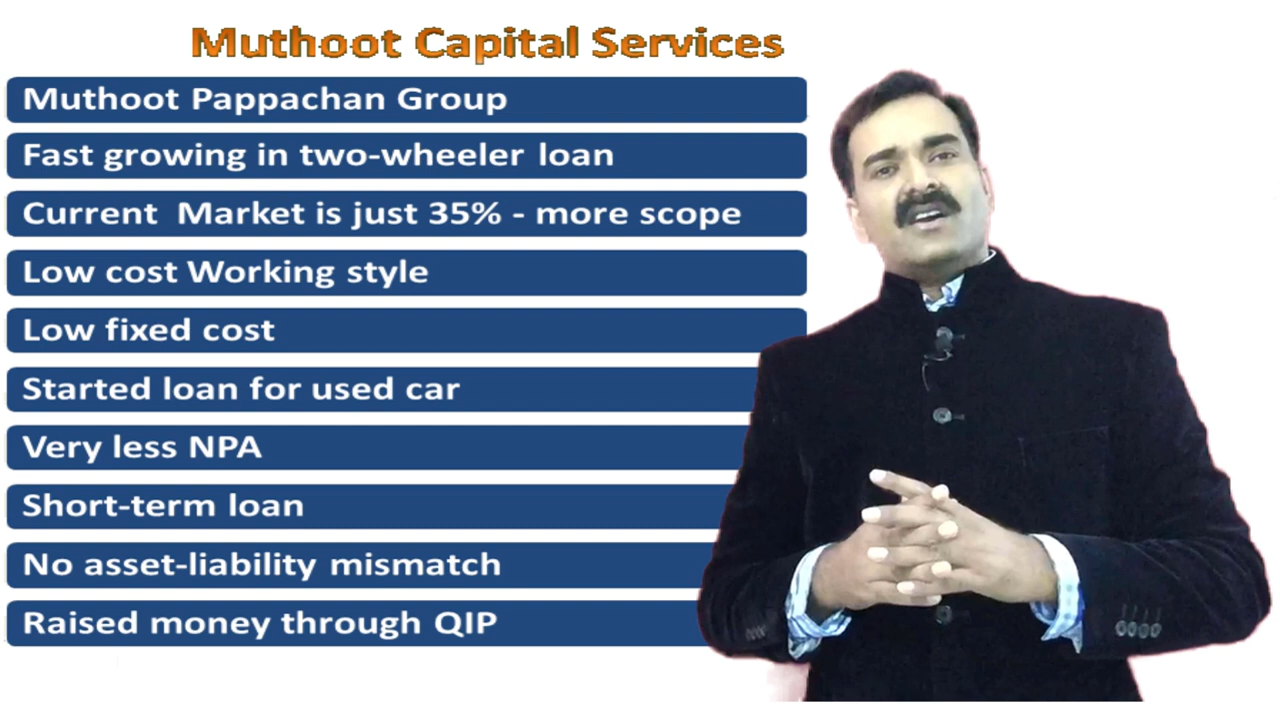 Muthoot Capital Services
Muthoot Pappachan Group
Fast growing in two-wheeler loan
Current Market is just 35% - more scope
Low cost Working style
Low fixed cost
Started loan for used car
Very less NPA
Short-term loan
No asset-liability mismatch
Raised money through QIP